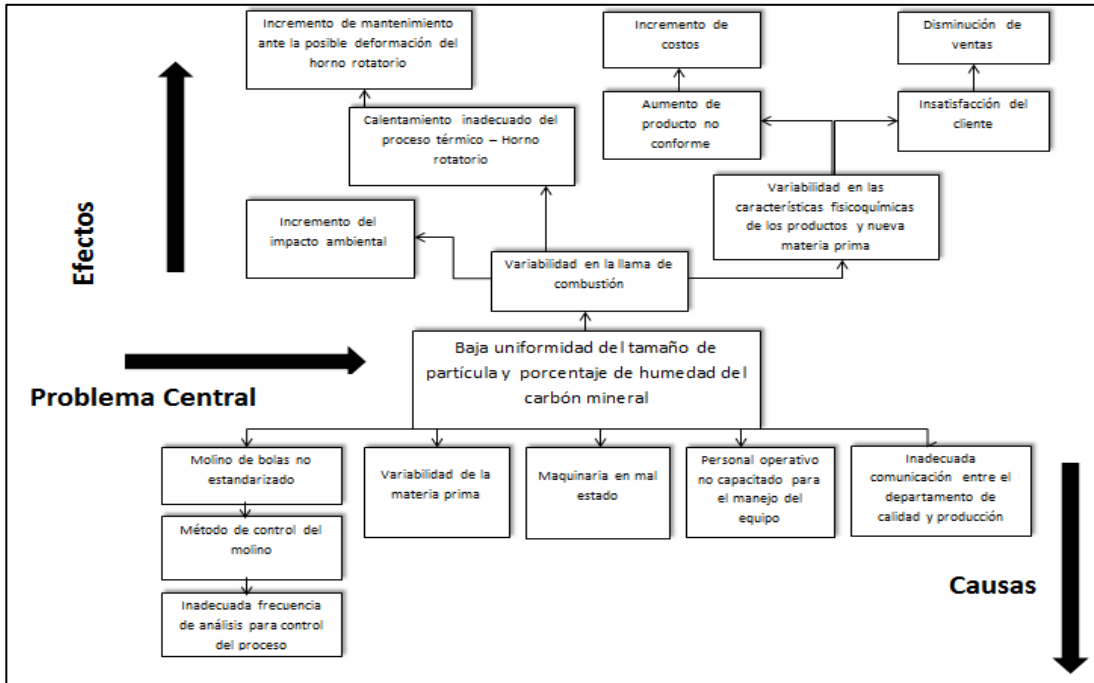 Incremento de mantenimiento
ante la posible deformación del
horno rotatorio
Incremento de
costos
Disminución de
ventas
Calentamiento inadecuado del
proceso térmico – Horno
rotatorio
Aumento de
producto no
conforme
Insatisfacción del
cliente
Efectos
Incremento del
impacto ambiental
Variabilidad en las
características fisicoquímicas
de los productos y nueva
materia prima
Variabilidad en la llama de
combustión
Baja uniformidad del tamaño de
partícula y porcentaje de humedad del
carbón mineral
Problema Central
Molino de bolas no
estandarizado
Variabilidad de la
materia prima
Maquinaria en mal
estado
Personal operativo
no capacitado para
el manejo del
equipo
Inadecuada
comunicación entre el
departamento de
calidad y producción
Método de control del
molino
Inadecuada frecuencia
de análisis para control
del proceso
Causas